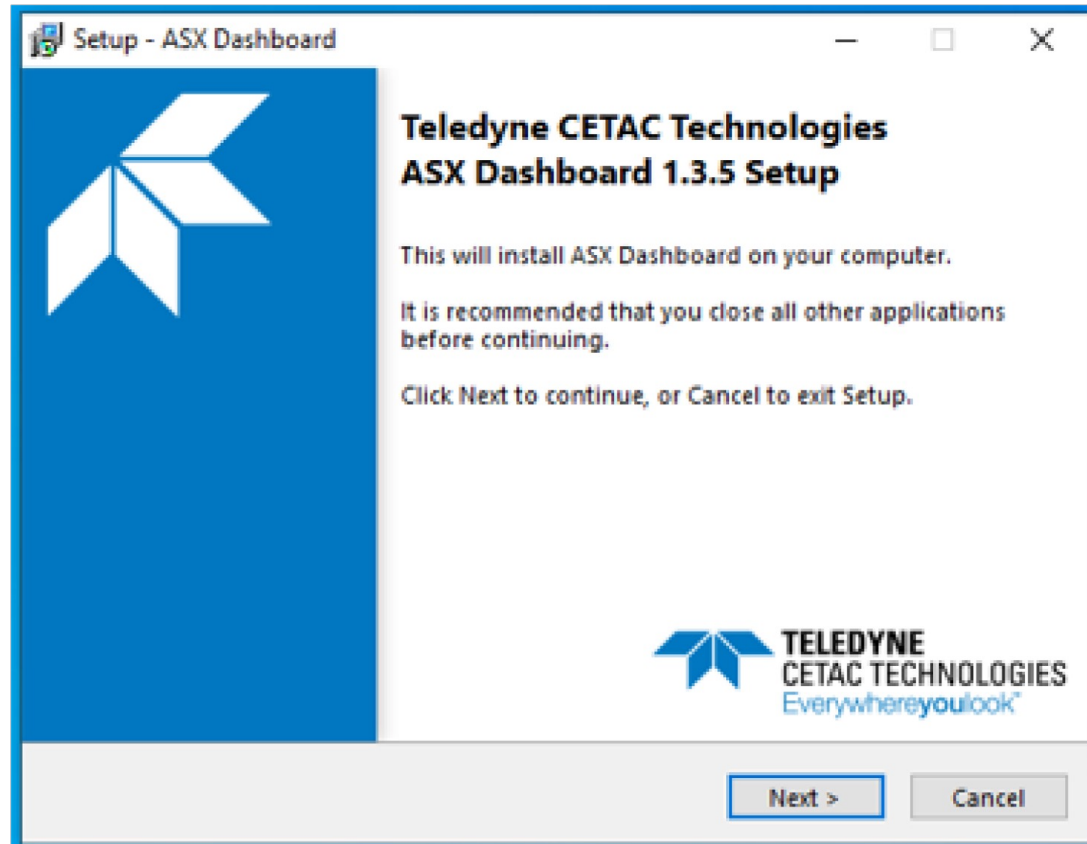 Setup - ASX Dashboard
Teledyne CETAC Technologies
ASX Dashboard 1.3.5 Setup
This will install ASX Dashboard on your computer.
It is recommended that you close all other applications
before continuing.
Click Next to continue, or Cancel to exit Setup.
TELEDYNE
CETAC TECHNOLOGIES
Everywhereyoulook™
Next >
Cancel